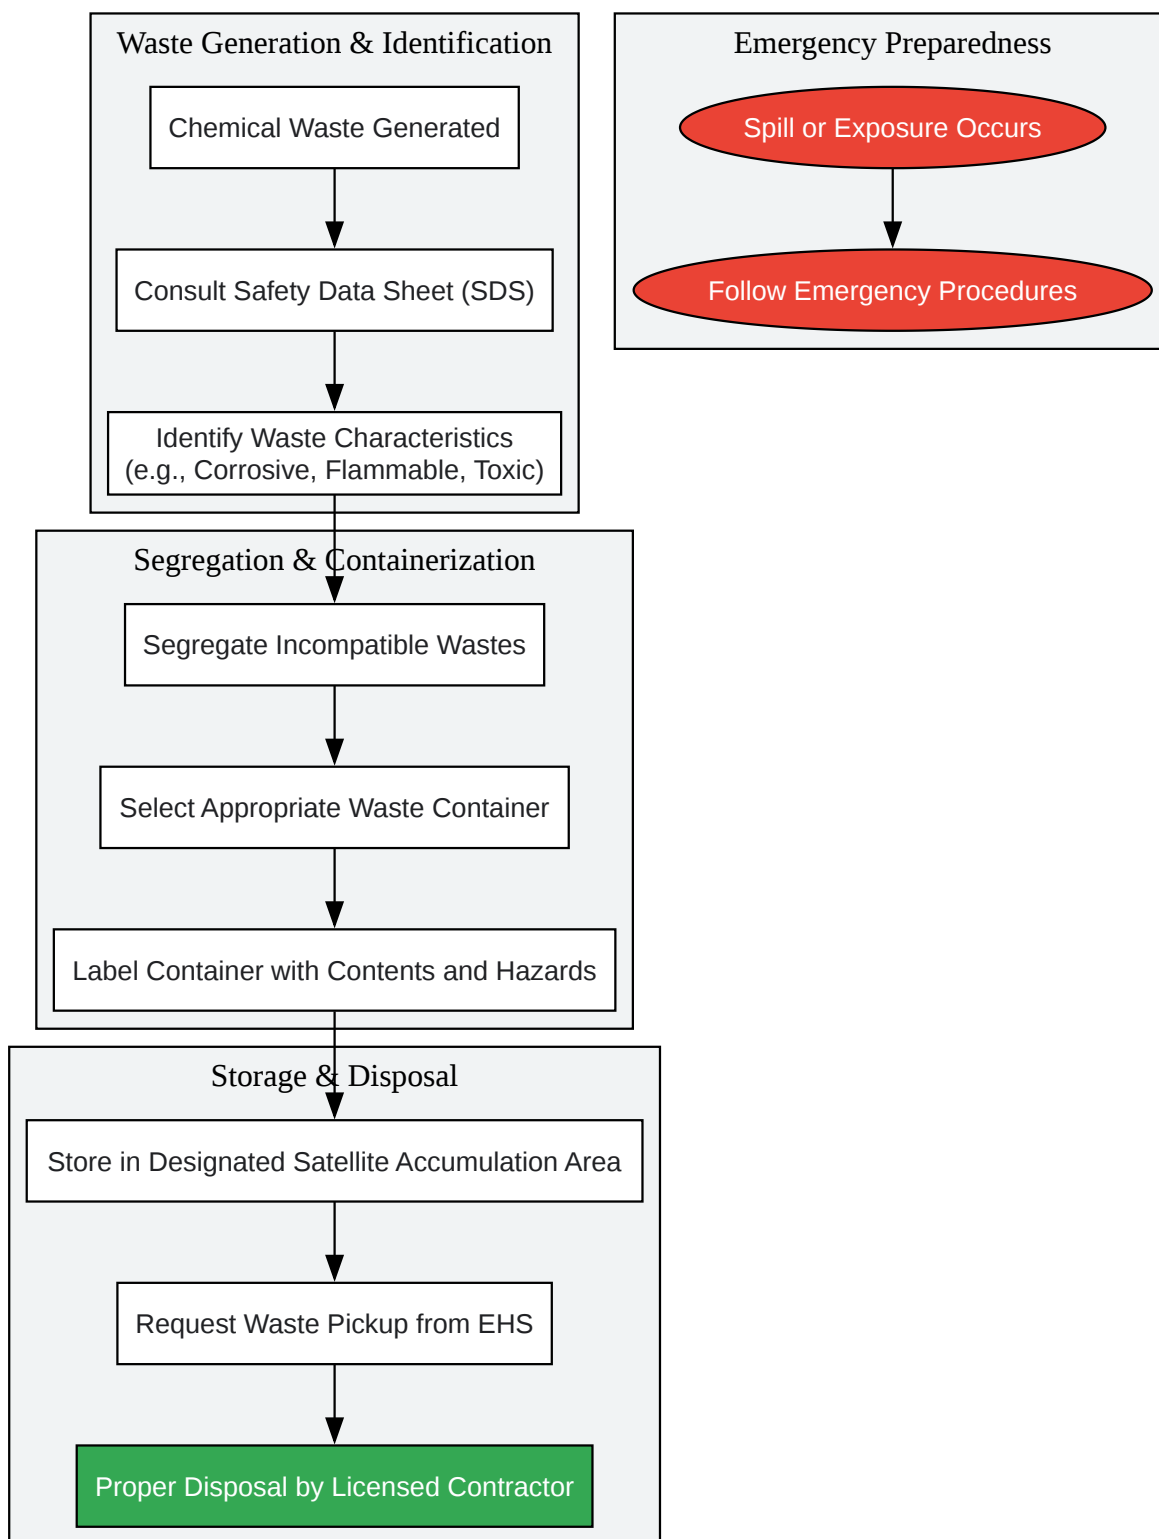 Waste Generation & Identification
Chemical Waste Generated
Consult Safety Data Sheet (SDS)
Identify Waste Characteristics
(e.g., Corrosive, Flammable, Toxic)
Segregation & Containerization
Segregate Incompatible Wastes
Select Appropriate Waste Container
Label Container with Contents and Hazards
Storage & Disposal
Store in Designated Satellite Accumulation Area
Request Waste Pickup from EHS
Proper Disposal by Licensed Contractor
Emergency Preparedness
Spill or Exposure Occurs
Follow Emergency Procedures